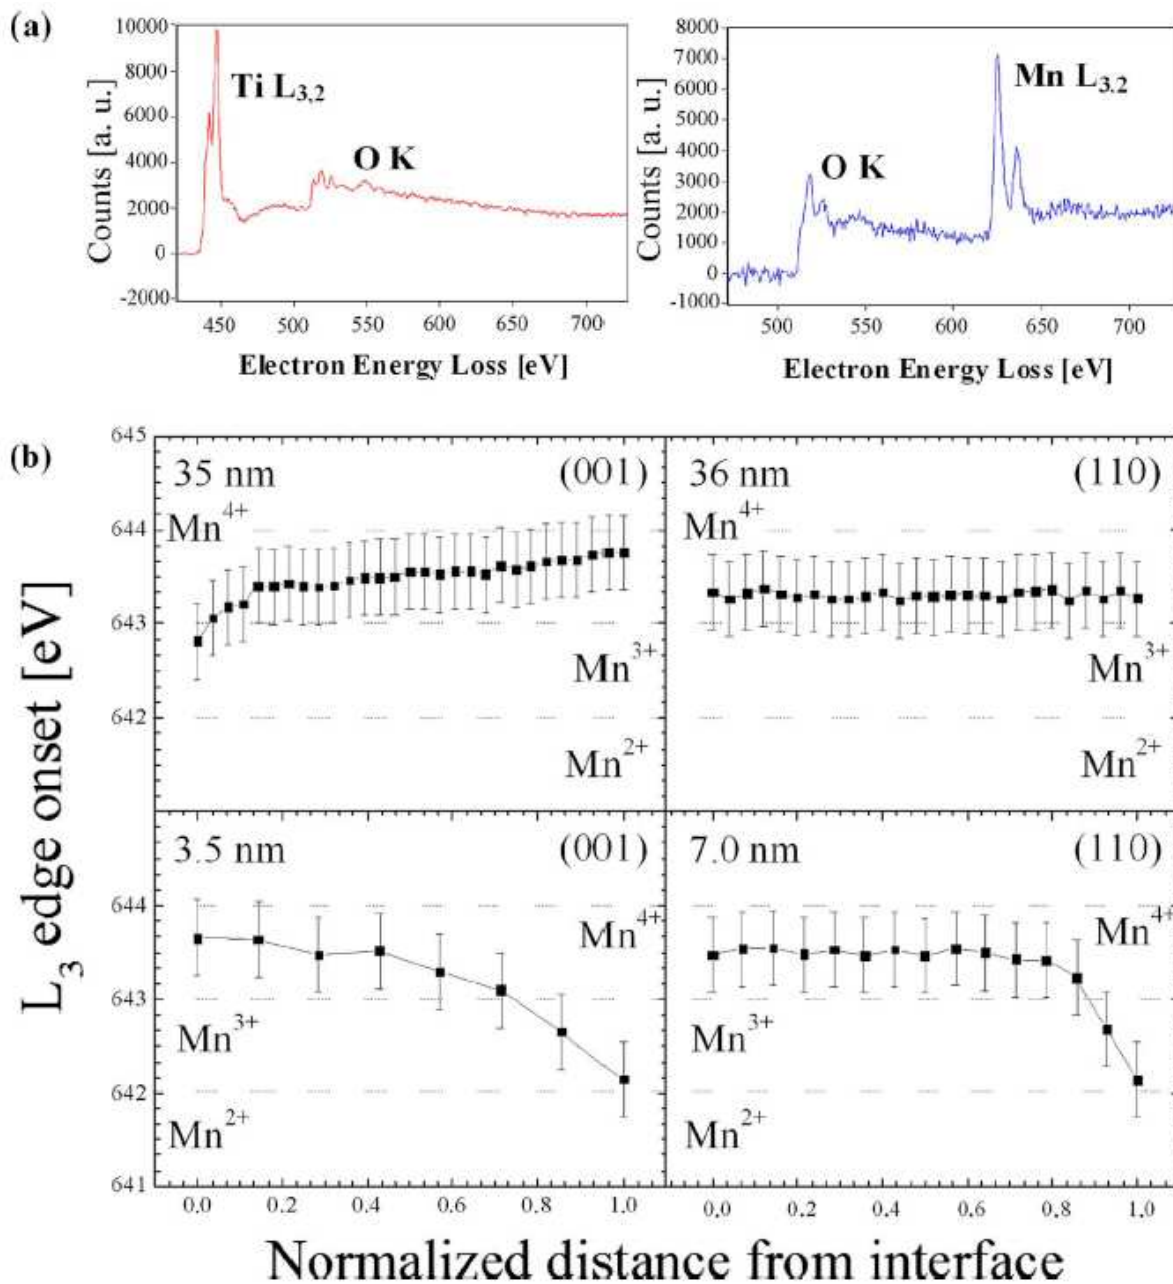 (a)
10000
8000
6000
4000
2000
0
-2000
Counts [a. u.]
Ti L3,2
O K
450 500 550 600 650 700
Electron Energy Loss [eV]
8000
7000
6000
5000
4000
3000
2000
1000
0
-1000
Counts [a. u.]
O K
Mn L3.2
500 550 600 650 700
Electron Energy Loss [eV]
(b)
L3 edge onset [eV]
645
644
643
642
35 nm (001)
Mn4+
Mn3+
Mn2+
36 nm (110)
Mn4+
Mn3+
Mn2+
644
643
642
641
3.5 nm (001)
Mn4+
Mn3+
Mn2+
7.0 nm (110)
Mn4+
Mn3+
Mn2+
0.0 0.2 0.4 0.6 0.8 1.0
0.0 0.2 0.4 0.6 0.8 1.0
Normalized distance from interface